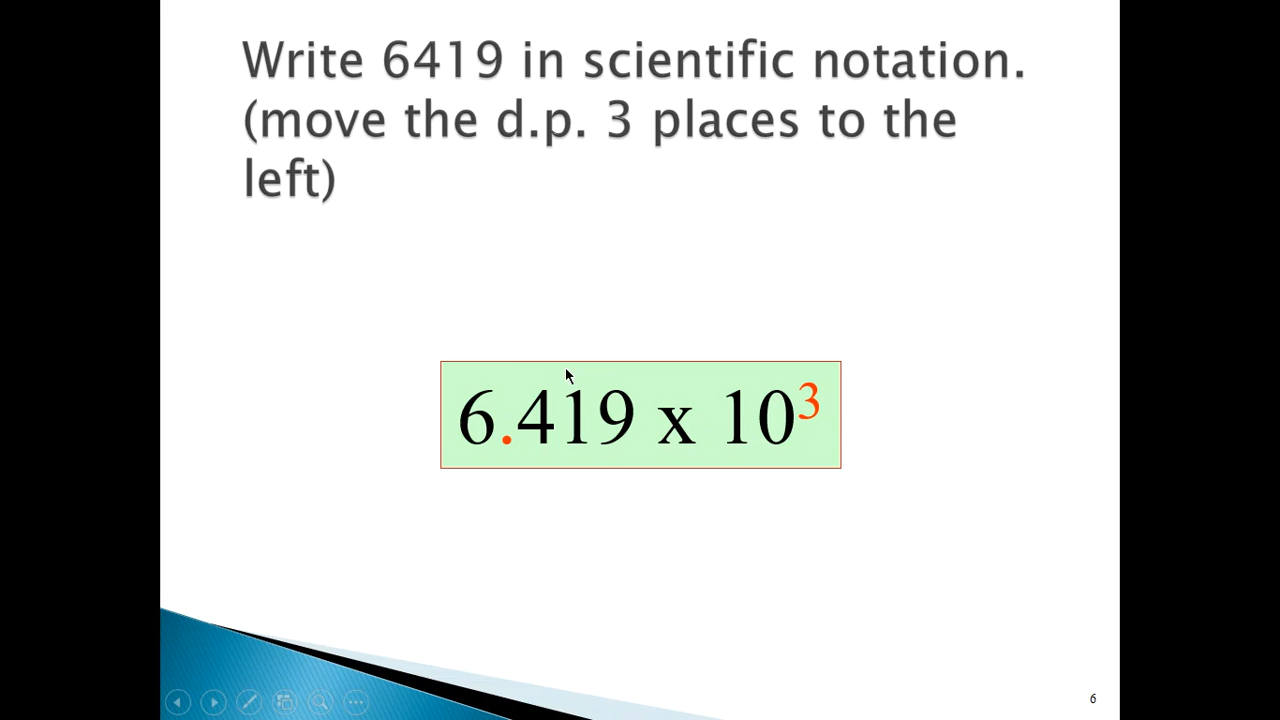 Write 6419 in scientific notation.
(move the d.p. 3 places to the
left)
6.419 x 10³
6